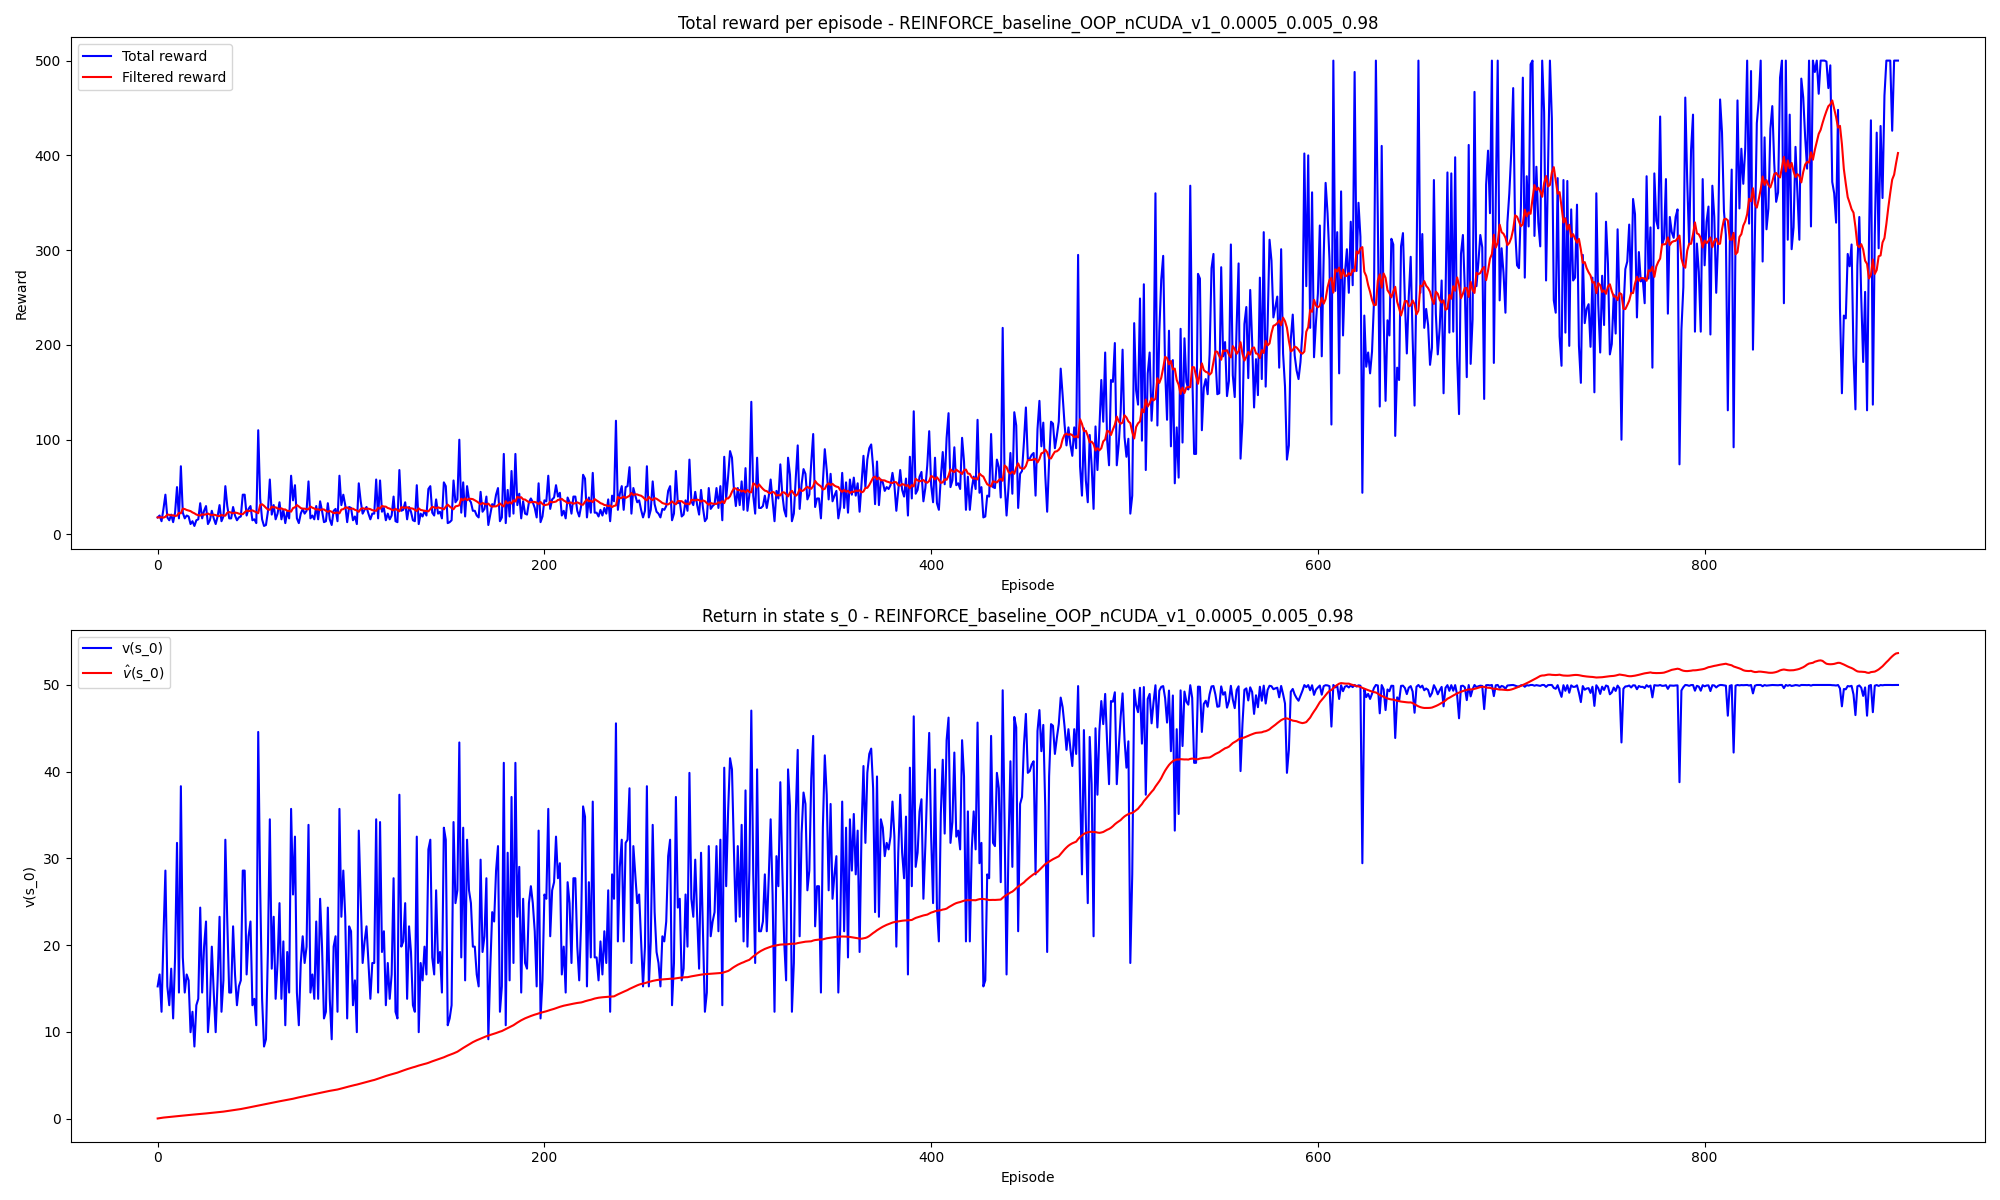 Total reward per episode - REINFORCE_baseline_OOP_nCUDA_v1_0.0005_0.005_0.98
Total reward
Filtered reward
500
400
300
200
100
0
Reward
0 200 400 600 800
Episode
Return in state s_0 - REINFORCE_baseline_OOP_nCUDA_v1_0.0005_0.005_0.98
v(s_0)
v̂(s_0)
50
40
30
20
10
0
v(s_0)
0 200 400 600 800
Episode